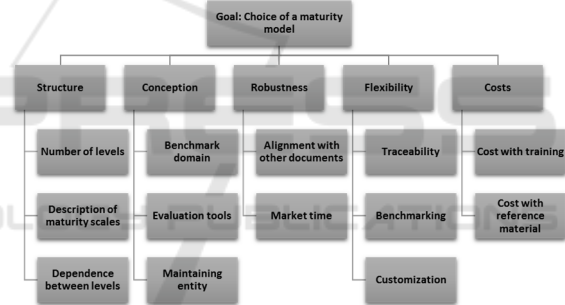 Goal: Choice of a maturity
model
Structure
Conception
Robustness
Flexibility
Costs
Number of levels
Benchmark
domain
Alignment with
other documents
Traceability
Cost with training
Description of
maturity scales
Evaluation tools
Market time
Benchmarking
Cost with
reference
material
Dependence
between levels
Maintaining
entity
Customization